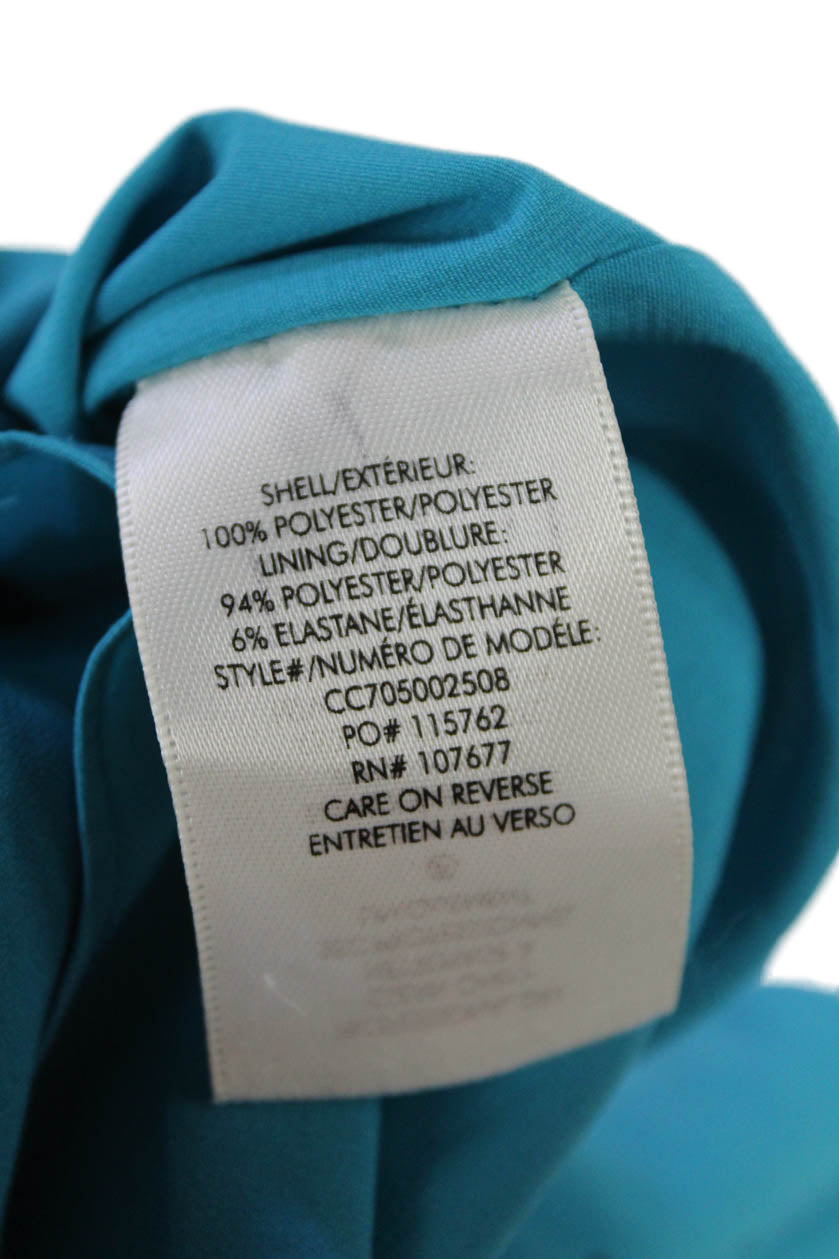 SHELL/EXTÉRIEUR:
100% POLYESTER/POLYESTER
LINING/DOUBLURE:
94% POLYESTER/POLYESTER
6% ELASTANE/ÉLASTHANNE
STYLE#/NUMÉRO DE MODÉLE:
CC705002508
PO# 115762
RN# 107677
CARE ON REVERSE
ENTRETIEN AU VERSO